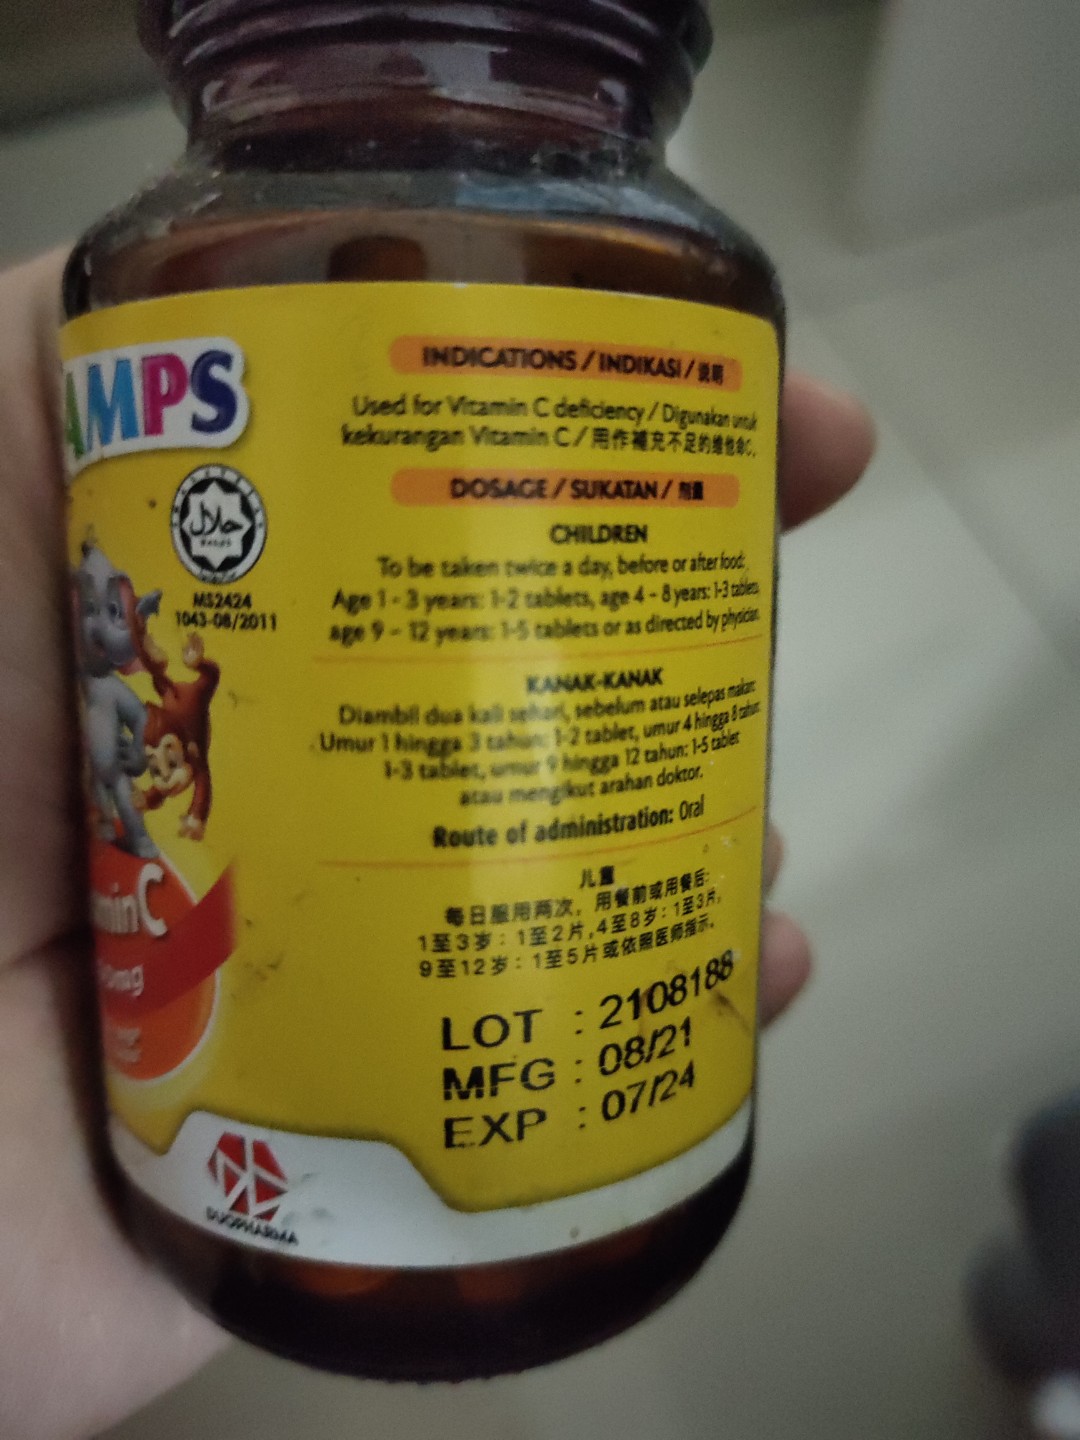 AMPS
حلال
MS2424
1043-08/2011
INDICATIONS / INDIKASI / 说明
Used for Vitamin C deficiency / Digunakan untuk
kekurangan Vitamin C / 用作補充不足的维他命C。
DOSAGE / SUKATAN / 剂量
CHILDREN
To be taken twice a day, before or after food:
Age 1 - 3 years: 1-2 tablets, age 4 - 8 years: 1-3 tablets,
age 9 - 12 years: 1-5 tablets or as directed by physician.
KANAK-KANAK
Diambil dua kali sehari, sebelum atau selepas makan:
Umur 1 hingga 3 tahun: 1-2 tablet, umur 4 hingga 8 tahun:
1-3 tablet, umur 9 hingga 12 tahun: 1-5 tablet
atau mengikut arahan doktor.
Route of administration: Oral
儿童
每日服用两次，用餐前或用餐后:
1至3岁：1至2片,4至8岁：1至3片,
9至12岁：1至5片或依照医师指示。
LOT : 2108188
MFG : 08/21
EXP : 07/24
minC
mg
DUOPHARMA